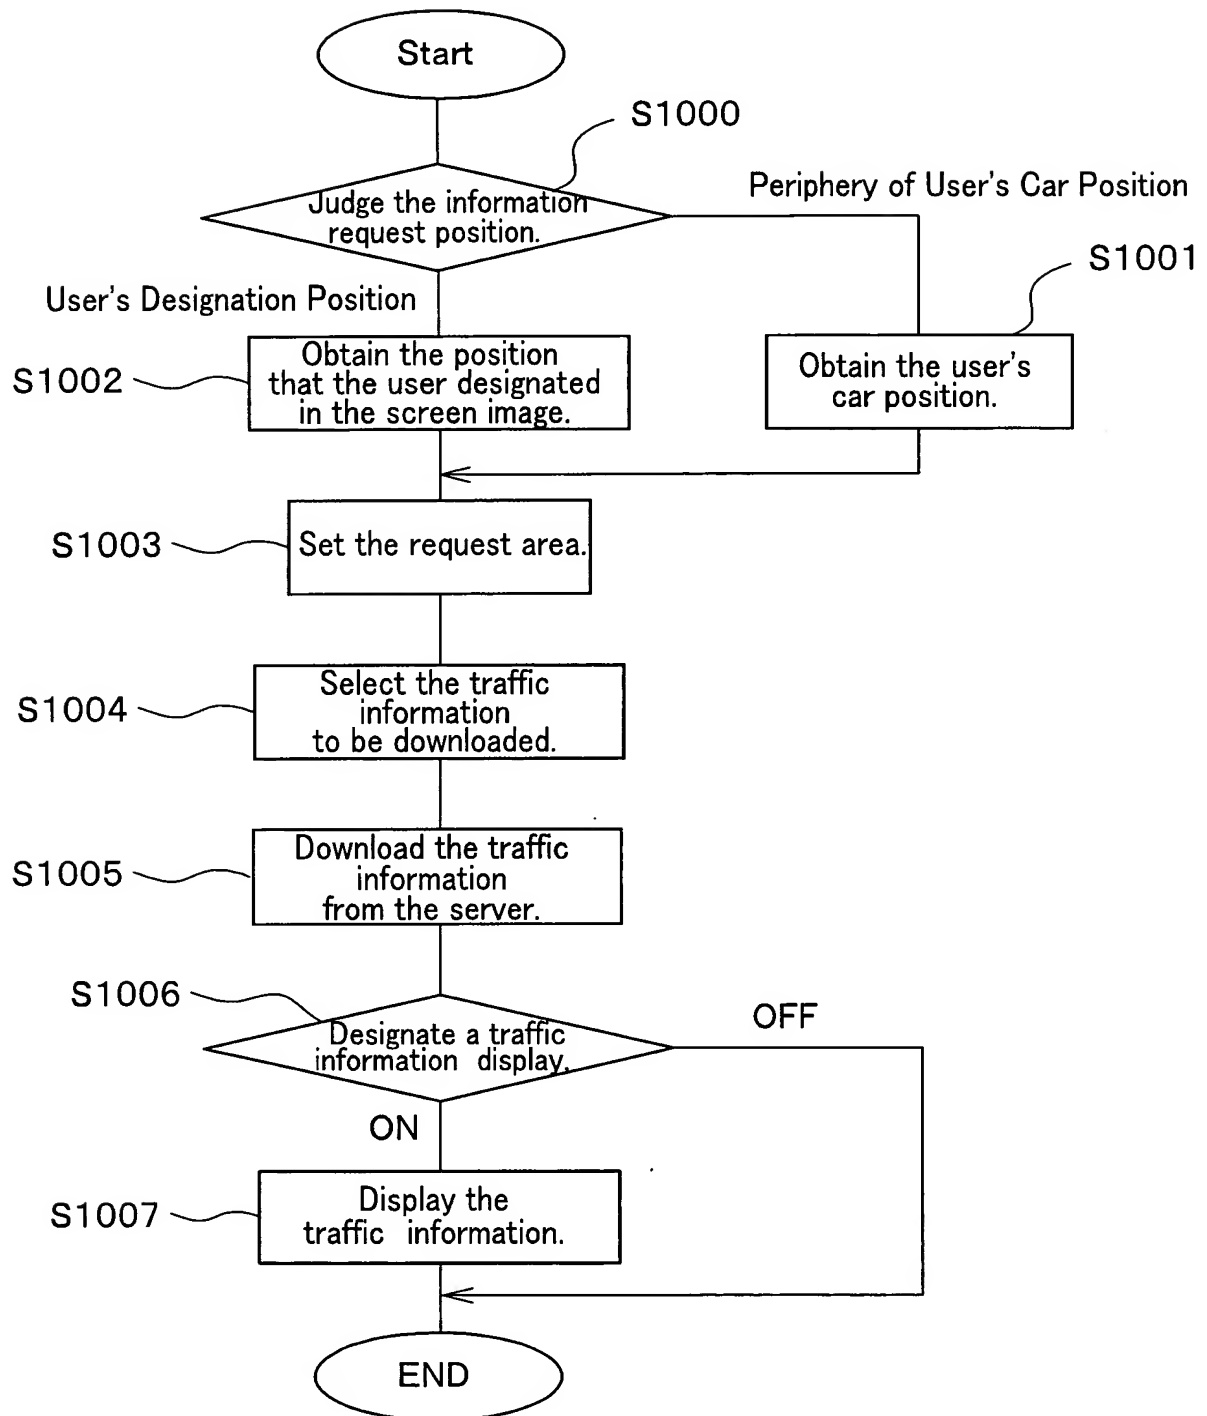 Start
S1000
Judge the information
request position.
Periphery of User's Car Position
S1001
User's Designation Position
S1002
Obtain the position
that the user designated
in the screen image.
Obtain the user's
car position.
S1003
Set the request area.
S1004
Select the traffic
information
to be downloaded.
S1005
Download the traffic
information
from the server.
S1006
Designate a traffic
information display.
OFF
ON
S1007
Display the
traffic information.
END